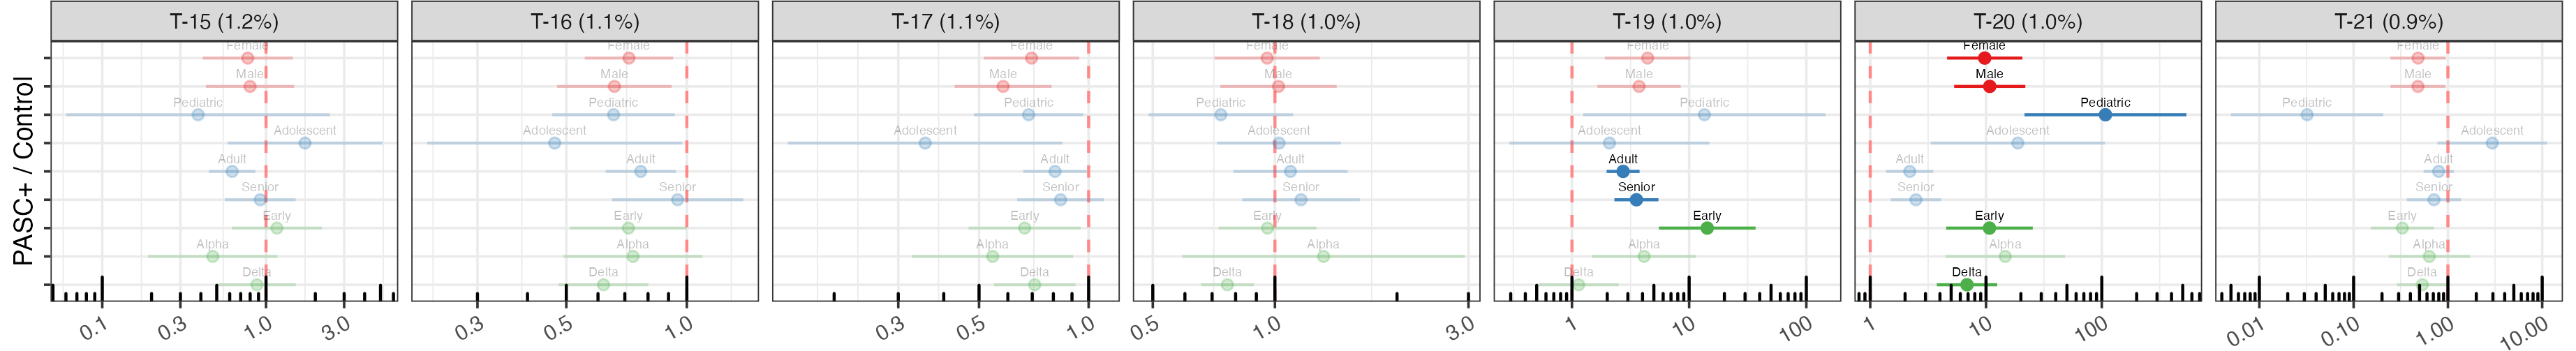 T-15 (1.2%)
T-16 (1.1%)
T-17 (1.1%)
T-18 (1.0%)
T-19 (1.0%)
T-20 (1.0%)
T-21 (0.9%)
PASC+ / Control
Female
Male
Pediatric
Adolescent
Adult
Senior
Early
Alpha
Delta
0.1 0.3 1.0 3.0
Female
Male
Pediatric
Adolescent
Adult
Senior
Early
Alpha
Delta
0.3 0.5 1.0
Female
Male
Pediatric
Adolescent
Adult
Senior
Early
Alpha
Delta
0.3 0.5 1.0
Female
Male
Pediatric
Adolescent
Adult
Senior
Early
Alpha
Delta
0.5 1.0 3.0
Female
Male
Pediatric
Adolescent
Adult
Senior
Early
Alpha
Delta
1 10 100
Female
Male
Pediatric
Adolescent
Adult
Senior
Early
Alpha
Delta
1 10 100
Female
Male
Pediatric
Adolescent
Adult
Senior
Early
Alpha
Delta
0.01 0.10 1.00 10.00